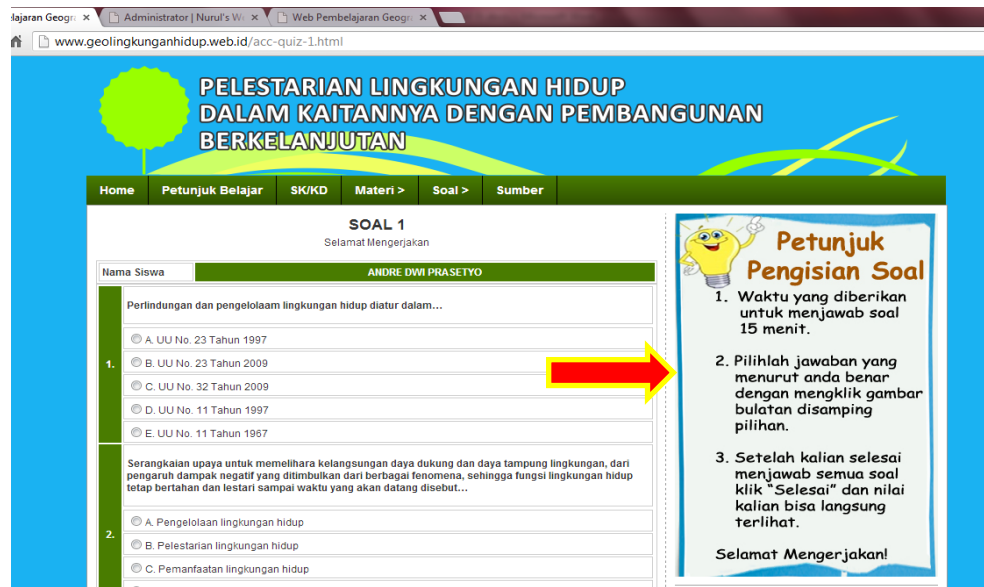 elajaran Geogr
Administrator | Nurul's W
Web Pembelajaran Geogr
www.geolingkunganhidup.web.id/acc-quiz-1.html
PELESTARIAN LINGKUNGAN HIDUP
DALAM KAITANNYA DENGAN PEMBANGUNAN
BERKELANJUTAN
Home Petunjuk Belajar SK/KD Materi > Soal > Sumber
SOAL 1
Selamat Mengerjakan
Nama Siswa ANDRE DWI PRASETYO
1.
Perlindungan dan pengelolaam lingkungan hidup diatur dalam...
A. UU No. 23 Tahun 1997
B. UU No. 23 Tahun 2009
C. UU No. 32 Tahun 2009
D. UU No. 11 Tahun 1997
E. UU No. 11 Tahun 1967
2.
Serangkaian upaya untuk memelihara kelangsungan daya dukung dan daya tampung lingkungan, dari
pengaruh dampak negatif yang ditimbulkan dari berbagai fenomena, sehingga fungsi lingkungan hidup
tetap bertahan dan lestari sampai waktu yang akan datang disebut...
A. Pengelolaan lingkungan hidup
B. Pelestarian lingkungan hidup
C. Pemanfaatan lingkungan hidup
Petunjuk
Pengisian Soal
1. Waktu yang diberikan
untuk menjawab soal
15 menit.
2. Pilihlah jawaban yang
menurut anda benar
dengan mengklik gambar
bulatan disamping
pilihan.
3. Setelah kalian selesai
menjawab semua soal
klik "Selesai" dan nilai
kalian bisa langsung
terlihat.
Selamat Mengerjakan!